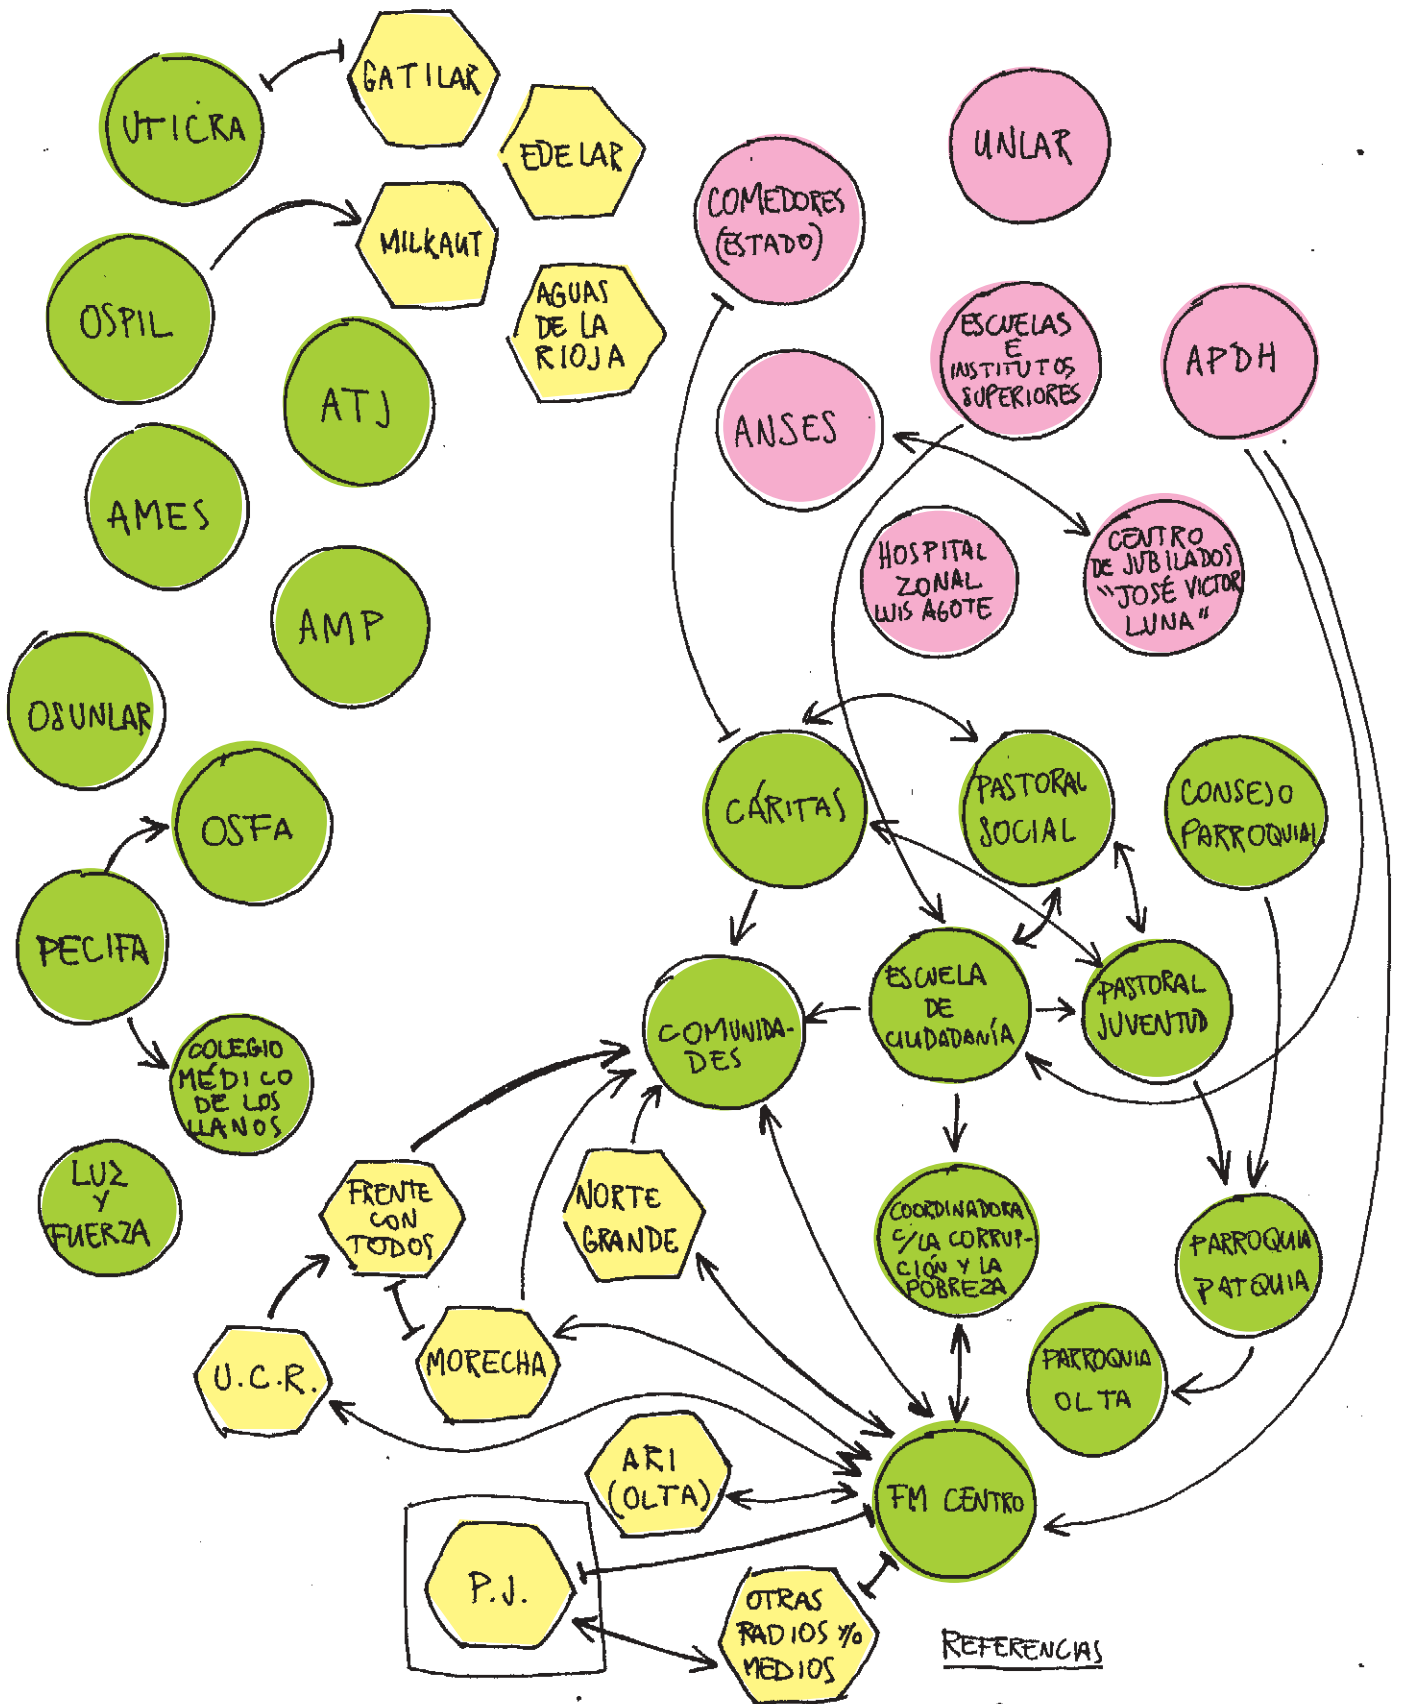 GATILAR
UTICRA
EDELAR
UNLAR
COMEDORES
(ESTADO)
MILKAUT
OSPIL
AGUAS
DE LA
RIOJA
ESCUELAS
E
INSTITUTOS
SUPERIORES
APDH
ATJ
ANSES
AMES
HOSPITAL
ZONAL
LUIS AGOTE
CENTRO
DE JUBILADOS
"JOSÉ VICTOR
LUNA"
AMP
OSUNLAR
OSFA
CÁRITAS
PASTORAL
SOCIAL
CONSEJO
PARROQUIAL
PECIFA
COMUNIDA-
DES
ESCUELA
DE
CIUDADANÍA
PASTORAL
JUVENTUD
COLEGIO
MÉDICO
DE LOS
LLANOS
LUZ
Y
FUERZA
FRENTE
CON
TODOS
NORTE
GRANDE
COORDINADORA
C/LA CORRUP-
CIÓN Y LA
POBREZA
PARROQUIA
PATQUIA
U.C.R.
MORECHA
PARROQUIA
OLTA
ARI
(OLTA)
FM CENTRO
P.J.
OTRAS
RADIOS Y/O
MEDIOS
REFERENCIAS